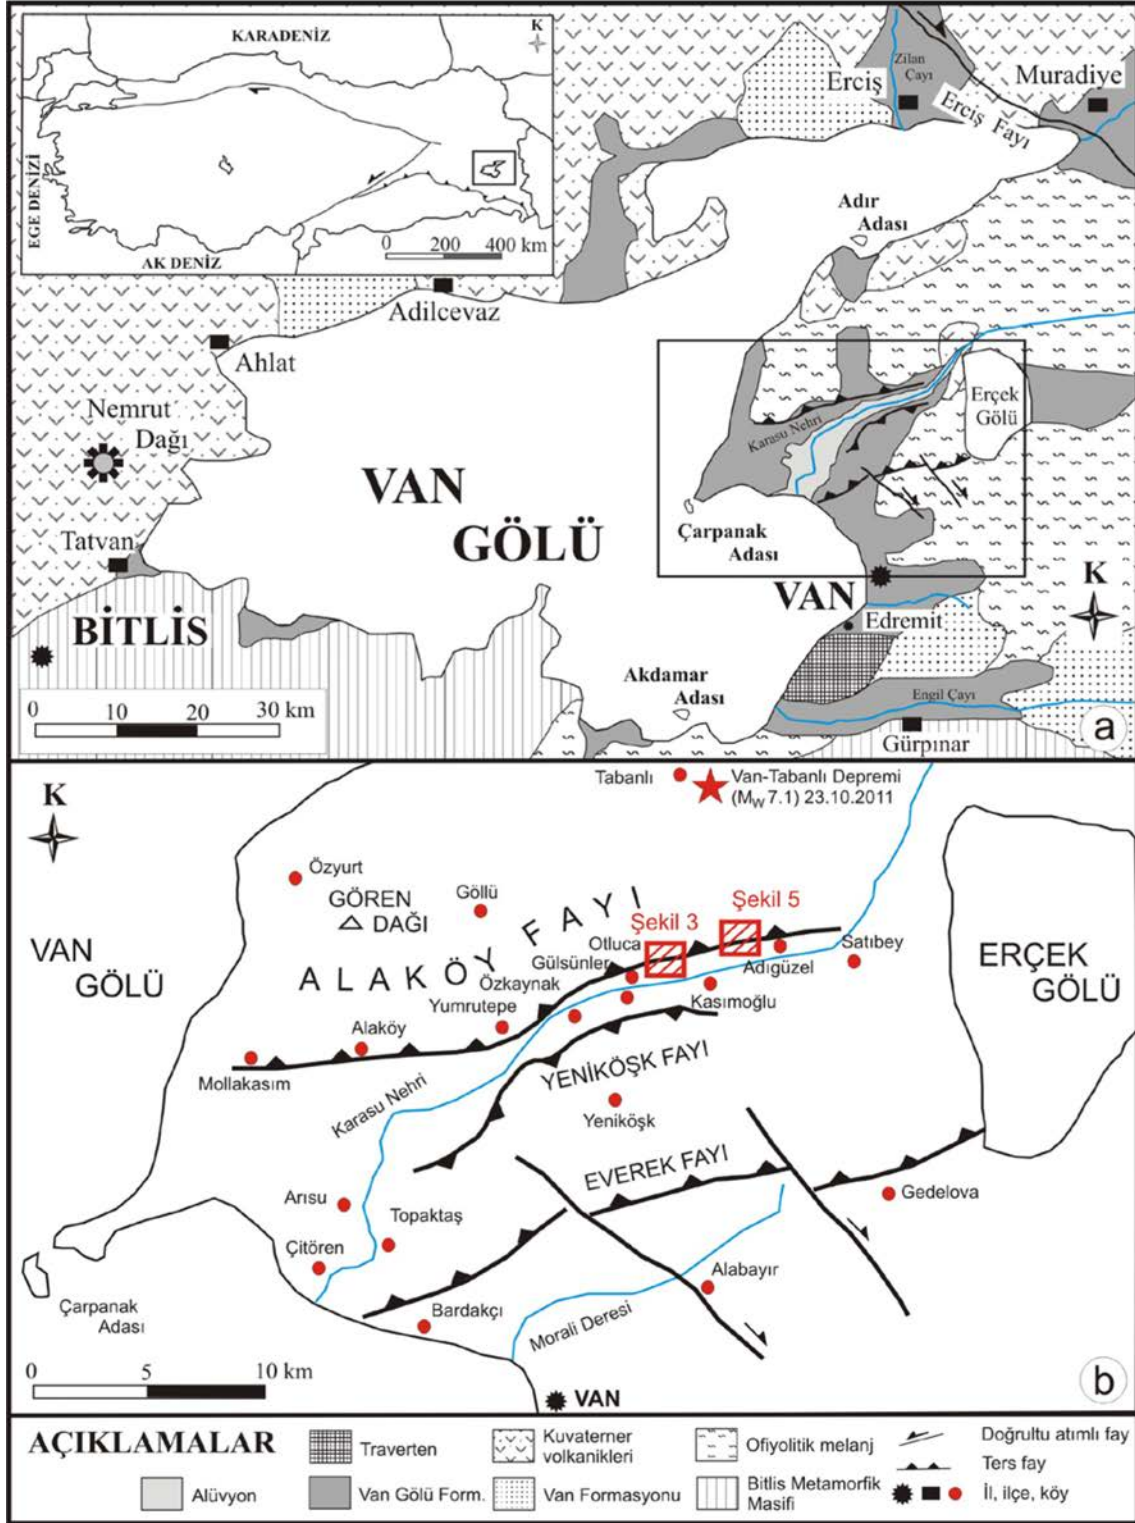 KARADENİZ
K
EGE DENİZİ
AK DENİZ
0 200 400 km
Erciş
Zilan
Çayı
Muradiye
Erciş Fayı
Adır
Adası
Adilcevaz
Ahlat
Nemrut
Dağı
Tatvan
BİTLİS
VAN
GÖLÜ
Karasu Nehri
Erçek
Gölü
Çarpanak
Adası
VAN
K
Edremit
Akdamar
Adası
Engil Çayı
Gürpınar
0 10 20 30 km
a
K
Tabanlı
Van-Tabanlı Depremi
(Mw 7.1) 23.10.2011
Özyurt
GÖREN
DAĞI
Göllü
ALAKÖY FAYI
Şekil 3
Şekil 5
Otluca
Gülsünler
Özkaynak
Yumrutepe
Adıgüzel
Satıbey
Kasımoğlu
VAN
GÖLÜ
ERÇEK
GÖLÜ
Alaköy
Mollakasım
Karasu Nehri
YENİKÖŞK FAYI
Yeniköşk
EVEREK FAYI
Gedelova
Arısu
Topaktaş
Çitören
Alabayır
Bardakçı
Morali Deresi
Çarpanak
Adası
0 5 10 km
VAN
b
AÇIKLAMALAR
Traverten
Kuvaterner
volkanikleri
Ofiyolitik melanj
Doğrultu atımlı fay
Ters fay
Alüvyon
Van Gölü Form.
Van Formasyonu
Bitlis Metamorfik
Masifi
İl, ilçe, köy